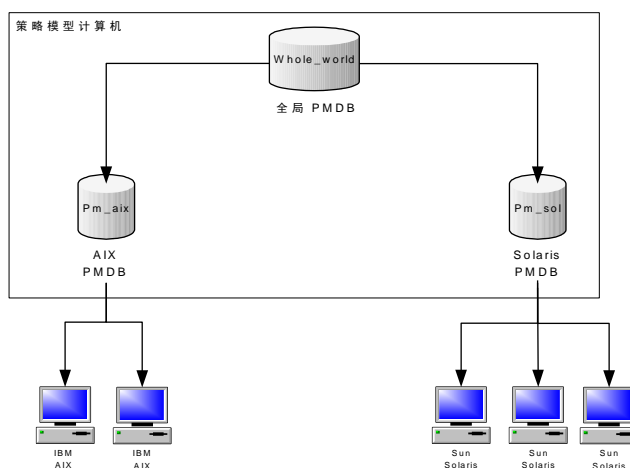 策略模型计算机
Whole_world
全局 PMDB
Pm_aix
Pm_sol
AIX
PMDB
Solaris
PMDB
IBM
AIX
IBM
AIX
Sun
Solaris
Sun
Solaris
Sun
Solaris